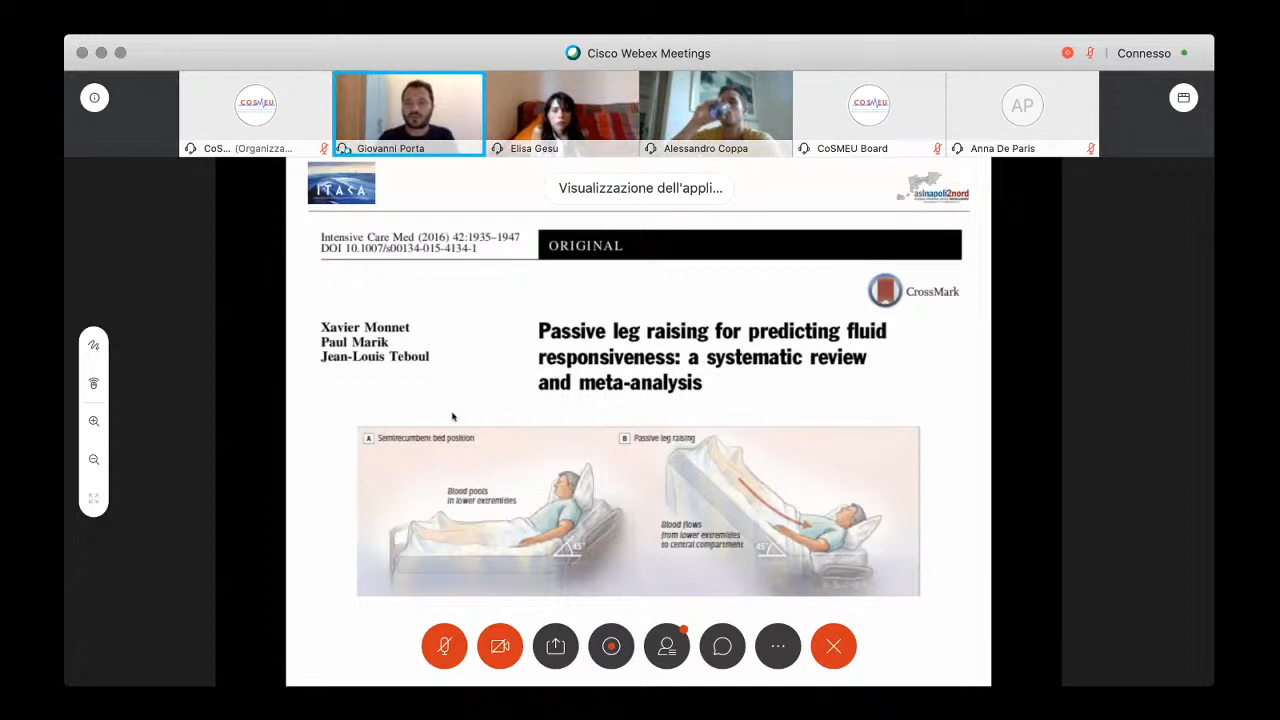 Cisco Webex Meetings
Connesso
COSMEU
COSMEU
AP
CoS... (Organizza...
Giovanni Porta
Elisa Gesu
Alessandro Coppa
CoSMEU Board
Anna De Paris
ITACA
Visualizzazione dell'appli...
aslnapoli2nord
Intensive Care Med (2016) 42:1935–1947
DOI 10.1007/s00134-015-4134-1
ORIGINAL
CrossMark
Xavier Monnet
Paul Marik
Jean-Louis Teboul
Passive leg raising for predicting fluid
responsiveness: a systematic review
and meta-analysis
A Semirecumbent bed position
B Passive leg raising
Blood pools
in lower extremities
45°
Blood flows
from lower extremities
to central compartment
45°